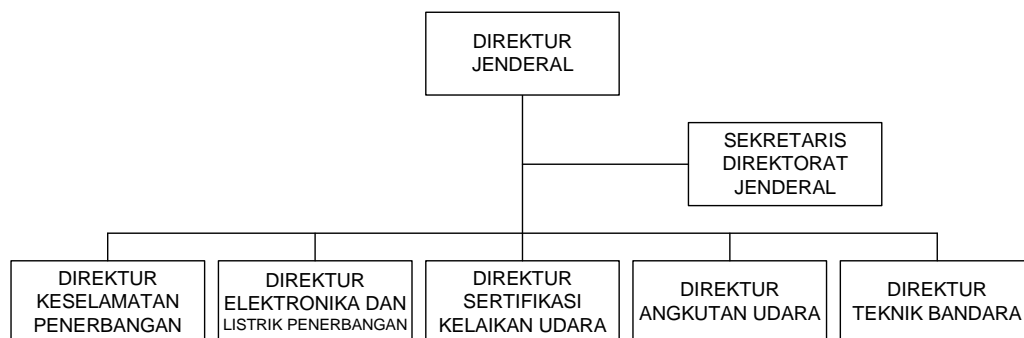 DIREKTUR
JENDERAL
SEKRETARIS
DIREKTORAT
JENDERAL
DIREKTUR
KESELAMATAN
PENERBANGAN
DIREKTUR
ELEKTRONIKA DAN
LISTRIK PENERBANGAN
DIREKTUR
SERTIFIKASI
KELAIKAN UDARA
DIREKTUR
ANGKUTAN UDARA
DIREKTUR
TEKNIK BANDARA